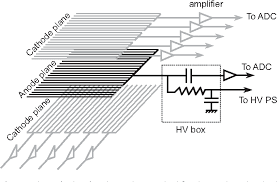 amplifier
To ADC
Cathode plane
Anode plane
To ADC
To HV PS
Cathode plane
HV box